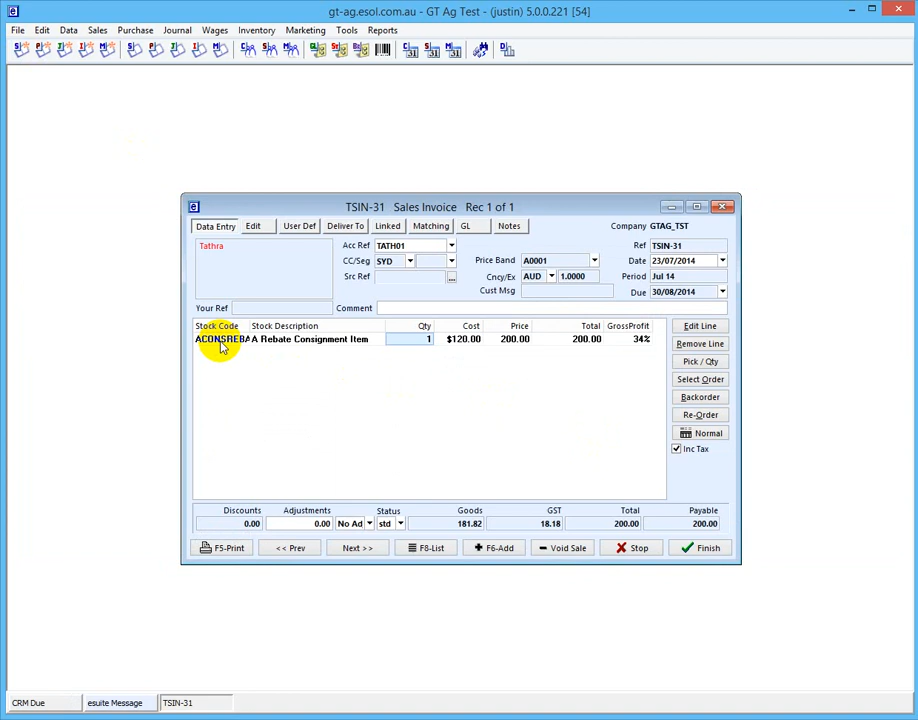 gt-ag.esol.com.au - GT Ag Test - (justin) 5.0.0.221 [54]
File Edit Data Sales Purchase Journal Wages Inventory Marketing Tools Reports
TSIN-31 Sales Invoice Rec 1 of 1
Data Entry Edit User Def Deliver To Linked Matching GL Notes Company GTAG_TST
Tathra Acc Ref TATH01 Ref TSIN-31
CC/Seg SYD Price Band A0001 Date 23/07/2014
Src Ref ... Cncy/Ex AUD 1.0000 Period Jul 14
Cust Msg Due 30/08/2014
Your Ref Comment
Stock Code Stock Description Qty Cost Price Total GrossProfit Edit Line
ACONSREBA A Rebate Consignment Item 1 $120.00 200.00 200.00 34% Remove Line
Pick / Qty
Select Order
Backorder
Re-Order
Normal
Inc Tax
Discounts Adjustments Status Goods GST Total Payable
0.00 0.00 No Ad std 181.82 18.18 200.00 200.00
F5-Print << Prev Next >> F8-List F6-Add Void Sale Stop Finish
CRM Due esuite Message TSIN-31